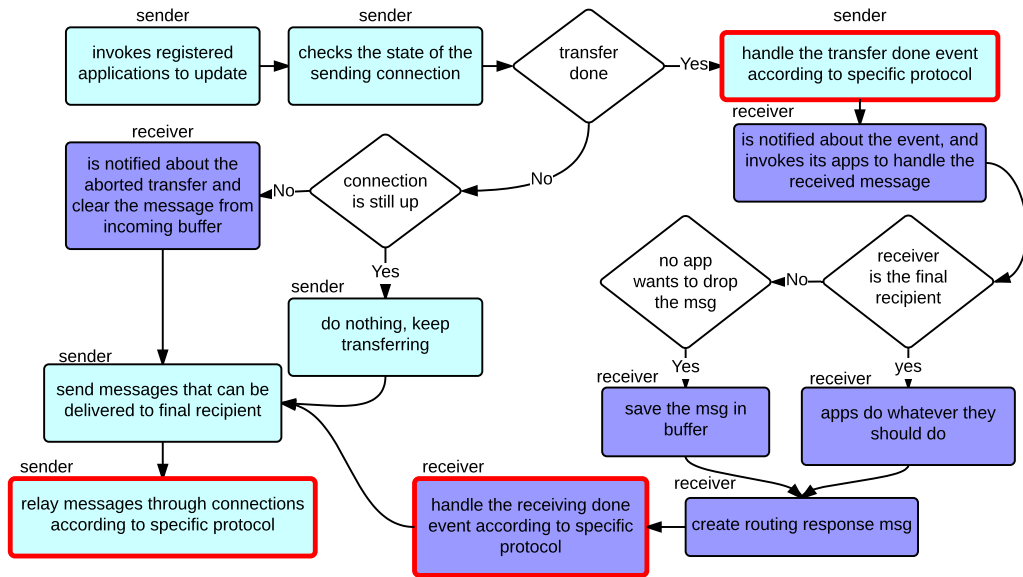 sender
invokes registered
applications to update
sender
checks the state of the
sending connection
transfer
done
Yes
sender
handle the transfer done event
according to specific protocol
receiver
is notified about the event, and
invokes its apps to handle the
received message
No
receiver
is notified about the
aborted transfer and
clear the message from
incoming buffer
No
connection
is still up
Yes
sender
do nothing, keep
transferring
receiver
is the final
recipient
No
no app
wants to drop
the msg
Yes
yes
receiver
save the msg in
buffer
receiver
apps do whatever they
should do
receiver
create routing response msg
receiver
handle the receiving done
event according to specific
protocol
sender
send messages that can be
delivered to final recipient
sender
relay messages through connections
according to specific protocol